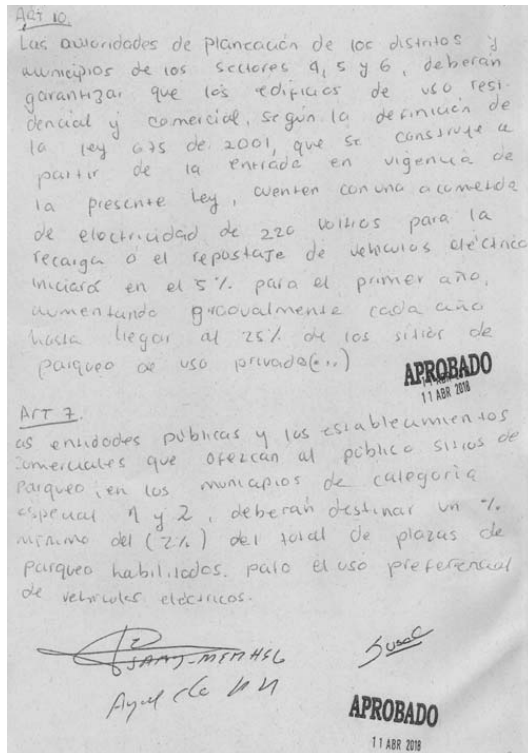 ART 10.
Las autoridades de planeación de los distritos y
municipios de los sectores 4, 5 y 6, deberán
garantizar que los edificios de uso resi-
dencial y comercial, según la definición de
la ley 675 de 2001, que se construya a
partir de la entrada en vigencia de
la presente Ley, cuenten con una acometida
de electricidad de 220 voltios para la
recarga o el repostaje de vehiculos eléctrico
iniciará en el 5% para el primer año,
aumentando gradualmente cada año
hasta llegar al 25% de los sitios de
parqueo de uso privado(...)
APROBADO
11 ABR 2018
ART 7.
as entidades públicas y los establecimientos
comerciales que ofezcan al público sitios de
Parqueo, en los municipios de categoria
especial 1 y 2, deberán destinar un %
minimo del (2%) del total de plazas de
parqueo habilitados. para el uso preferencial
de vehiculos eléctricos.
APROBADO
11 ABR 2018